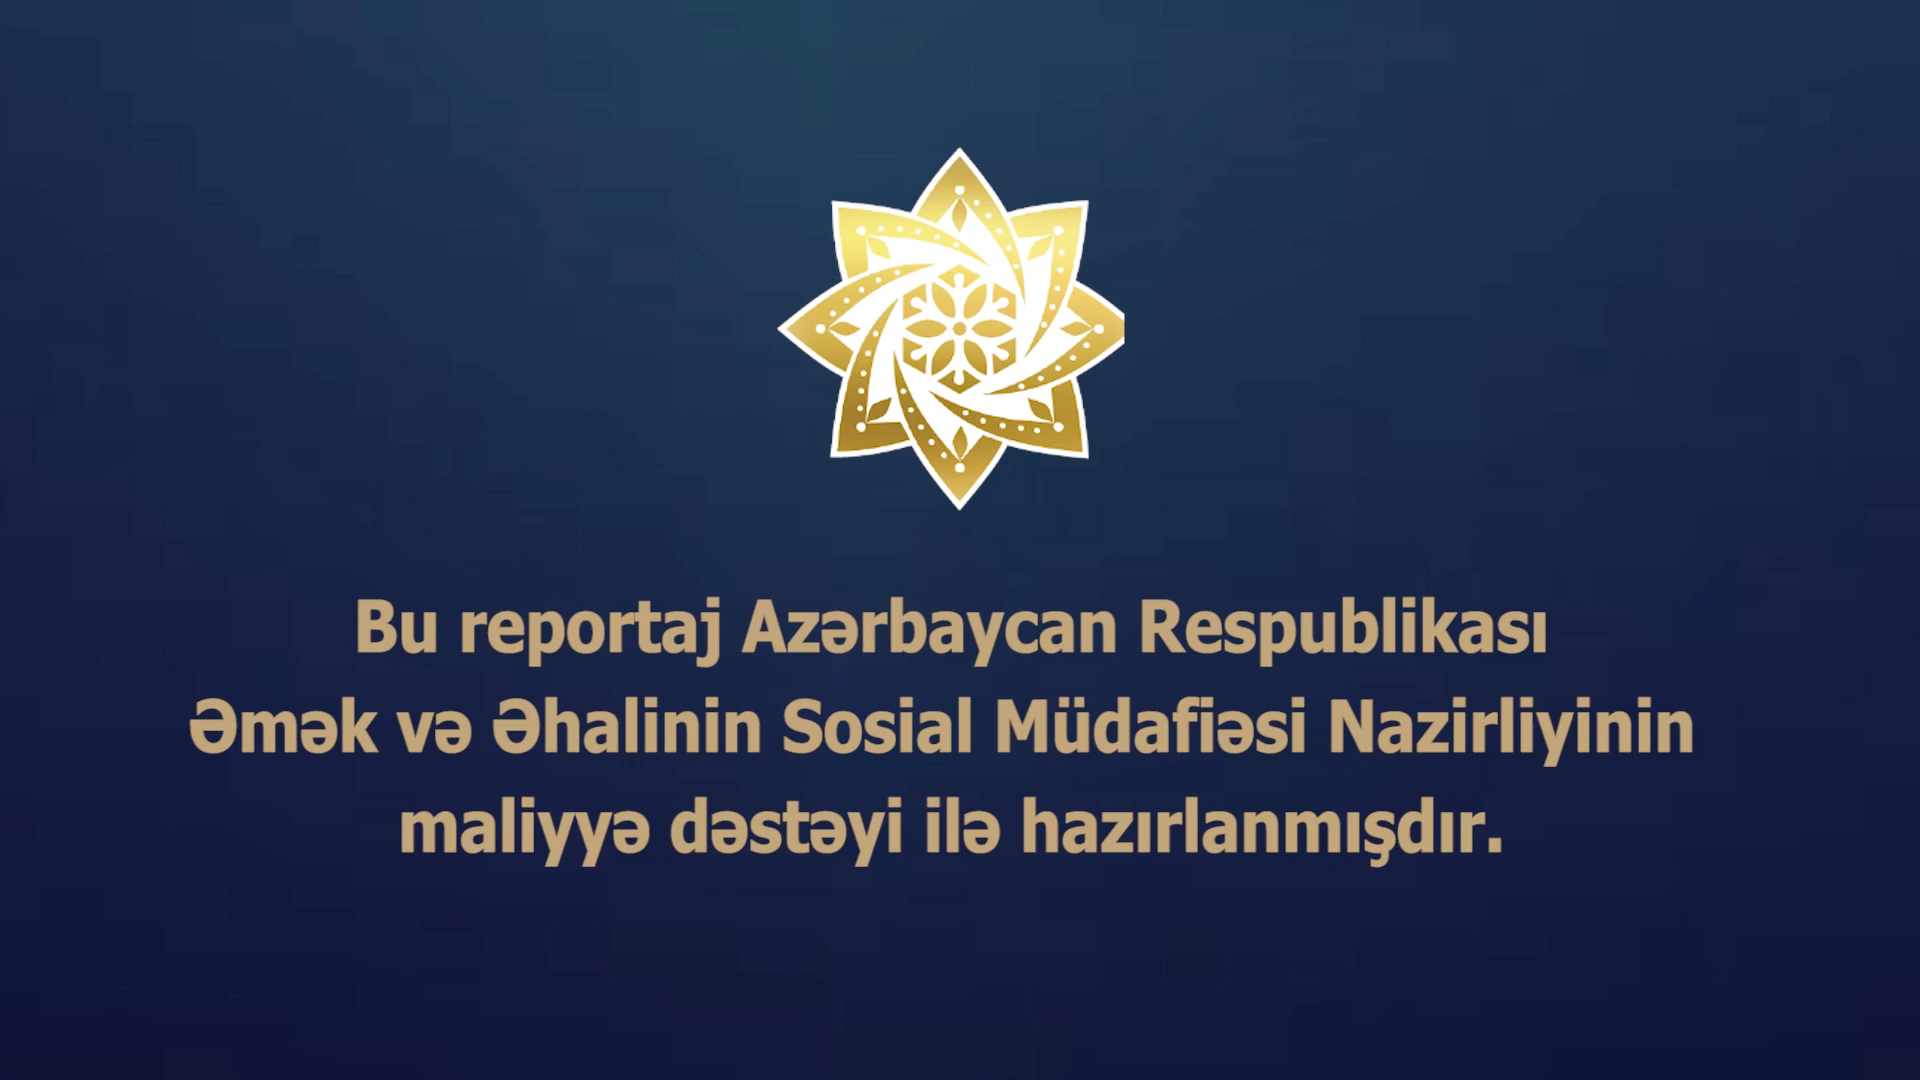 Bu reportaj Azərbaycan Respublikası
Əmək və Əhalinin Sosial Müdafiəsi Nazirliyinin
maliyyə dəstəyi ilə hazırlanmışdır.